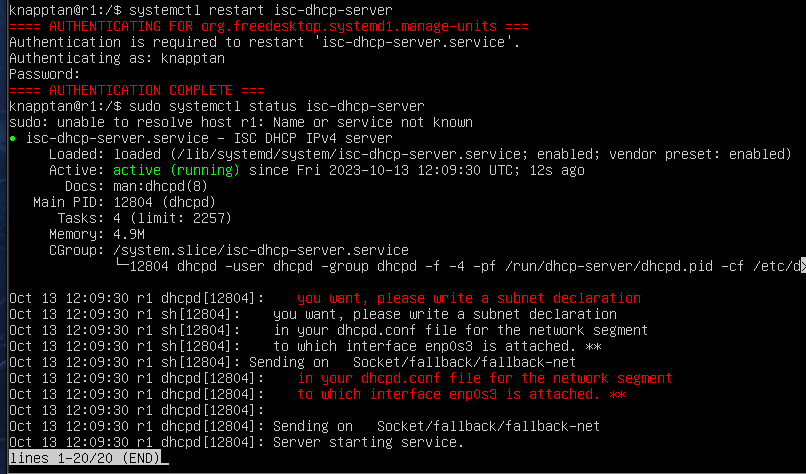 knapptan@r1:/$ systemctl restart isc-dhcp-server
==== AUTHENTICATING FOR org.freedesktop.systemd1.manage-units ===
Authentication is required to restart 'isc-dhcp-server.service'.
Authenticating as: knapptan
Password:
==== AUTHENTICATION COMPLETE ===
knapptan@r1:/$ sudo systemctl status isc-dhcp-server
sudo: unable to resolve host r1: Name or service not known
● isc-dhcp-server.service - ISC DHCP IPv4 server
     Loaded: loaded (/lib/systemd/system/isc-dhcp-server.service; enabled; vendor preset: enabled)
     Active: active (running) since Fri 2023-10-13 12:09:30 UTC; 12s ago
       Docs: man:dhcpd(8)
   Main PID: 12804 (dhcpd)
      Tasks: 4 (limit: 2257)
     Memory: 4.9M
     CGroup: /system.slice/isc-dhcp-server.service
             └─12804 dhcpd -user dhcpd -group dhcpd -f -4 -pf /run/dhcp-server/dhcpd.pid -cf /etc/d>
Oct 13 12:09:30 r1 dhcpd[12804]:    you want, please write a subnet declaration
Oct 13 12:09:30 r1 sh[12804]:    you want, please write a subnet declaration
Oct 13 12:09:30 r1 sh[12804]:    in your dhcpd.conf file for the network segment
Oct 13 12:09:30 r1 sh[12804]:    to which interface enp0s3 is attached. **
Oct 13 12:09:30 r1 sh[12804]: Sending on   Socket/fallback/fallback-net
Oct 13 12:09:30 r1 dhcpd[12804]:    in your dhcpd.conf file for the network segment
Oct 13 12:09:30 r1 dhcpd[12804]:    to which interface enp0s3 is attached. **
Oct 13 12:09:30 r1 dhcpd[12804]:
Oct 13 12:09:30 r1 dhcpd[12804]: Sending on   Socket/fallback/fallback-net
Oct 13 12:09:30 r1 dhcpd[12804]: Server starting service.
lines 1-20/20 (END)